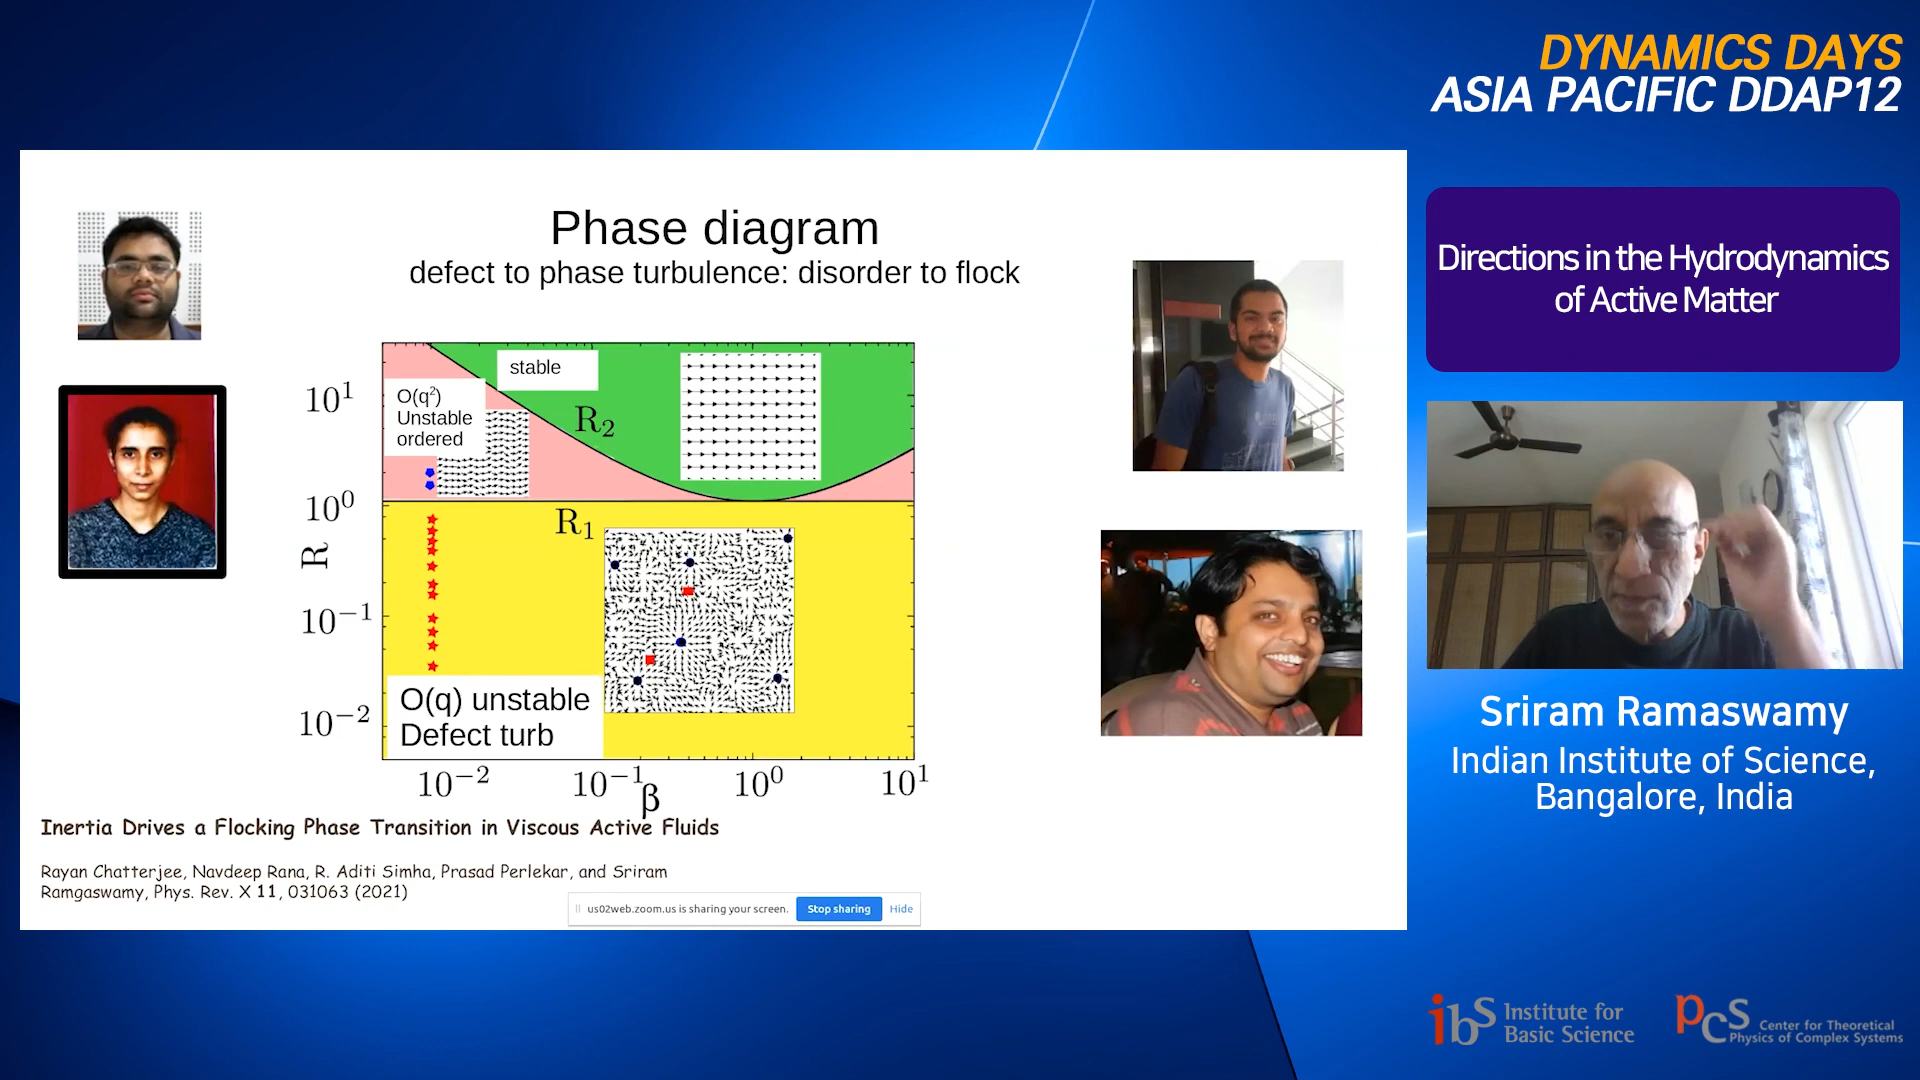 DYNAMICS DAYS
ASIA PACIFIC DDAP12
Phase diagram
defect to phase turbulence: disorder to flock
stable
O(q²)
Unstable
ordered
R₂
R₁
O(q) unstable
Defect turb
10¹
10⁰
R
10⁻¹
10⁻²
10⁻² 10⁻¹ 10⁰ 10¹
β
Inertia Drives a Flocking Phase Transition in Viscous Active Fluids
Rayan Chatterjee, Navdeep Rana, R. Aditi Simha, Prasad Perlekar, and Sriram
Ramgaswamy, Phys. Rev. X 11, 031063 (2021)
us02web.zoom.us is sharing your screen. Stop sharing Hide
Directions in the Hydrodynamics
of Active Matter
Sriram Ramaswamy
Indian Institute of Science,
Bangalore, India
ibs Institute for
Basic Science
pcs Center for Theoretical
Physics of Complex Systems